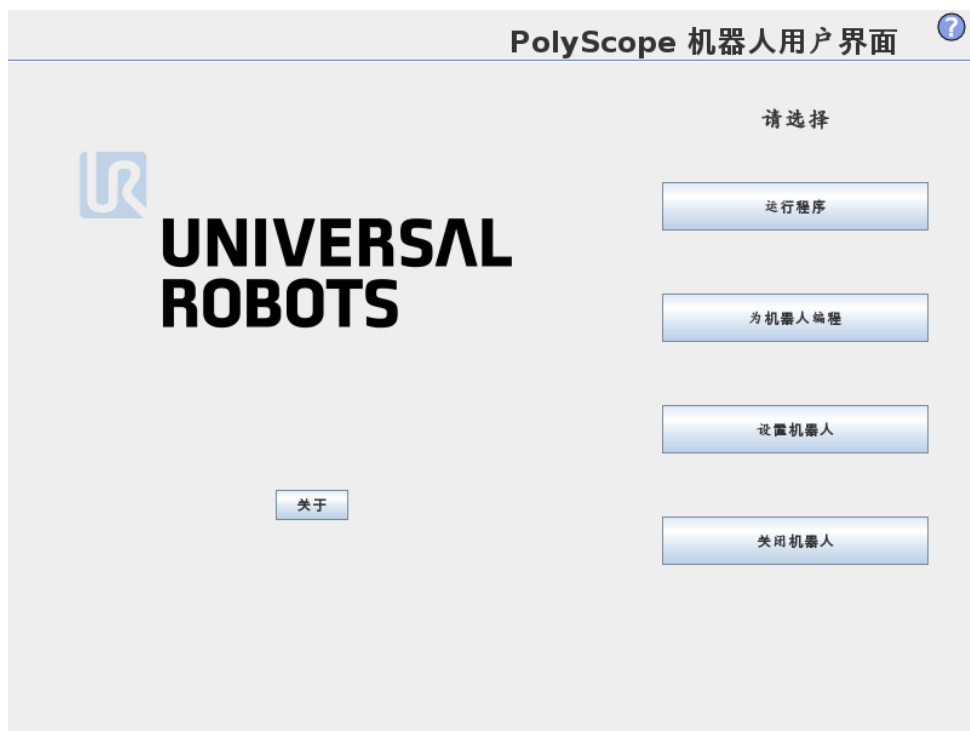 PolyScope 机器人用户界面
?
请选择
UR
UNIVERSAL
ROBOTS
运行程序
为机器人编程
设置机器人
关于
关闭机器人